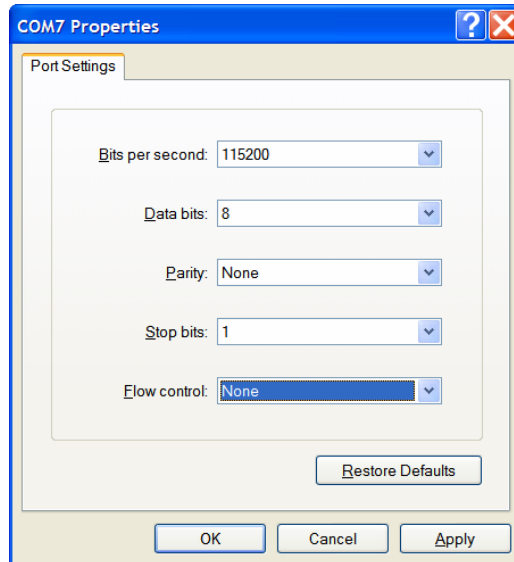 COM7 Properties
Port Settings
Bits per second: 115200
Data bits: 8
Parity: None
Stop bits: 1
Flow control: None
Restore Defaults
OK Cancel Apply